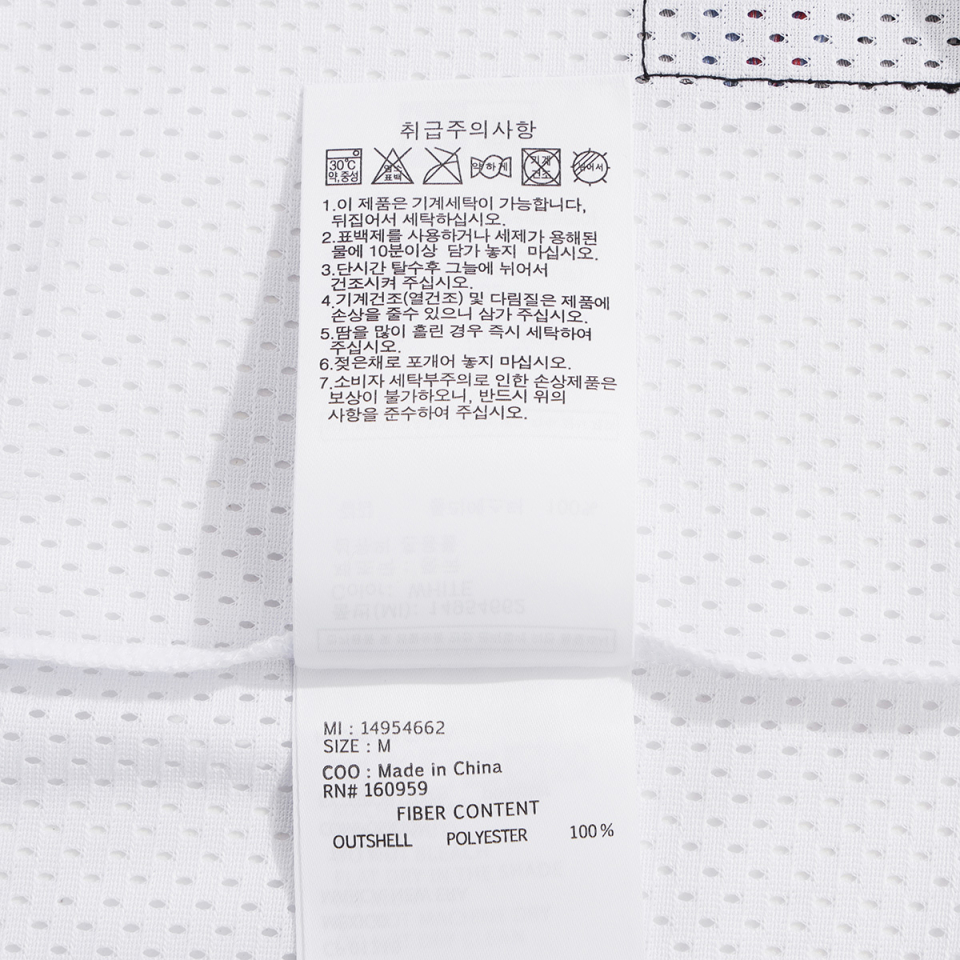 취급주의사항
30℃
약,중성
염소
표백
약하게
기계
건조
뉘어서
1.이 제품은 기계세탁이 가능합니다,
뒤집어서 세탁하십시오.
2.표백제를 사용하거나 세제가 용해된
물에 10분이상 담가 놓지 마십시오.
3.단시간 탈수후 그늘에 뉘어서
건조시켜 주십시오.
4.기계건조(열건조) 및 다림질은 제품에
손상을 줄수 있으니 삼가 주십시오.
5.땀을 많이 흘린 경우 즉시 세탁하여
주십시오.
6.젖은채로 포개어 놓지 마십시오.
7.소비자 세탁부주의로 인한 손상제품은
보상이 불가하오니, 반드시 위의
사항을 준수하여 주십시오.
MI : 14954662
SIZE : M
COO : Made in China
RN# 160959
FIBER CONTENT
OUTSHELL POLYESTER 100%